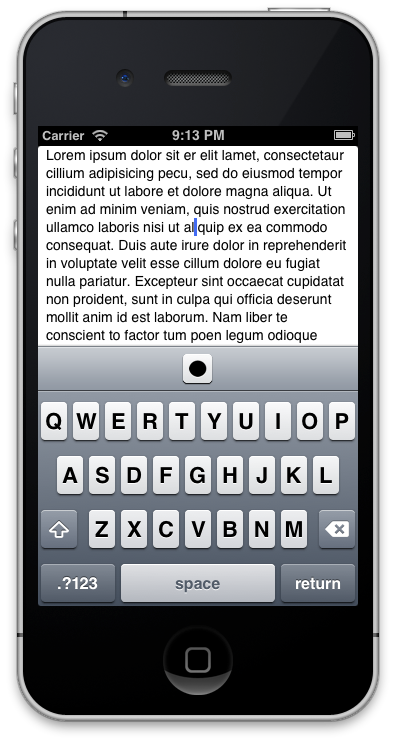 Carrier 9:13 PM
Lorem ipsum dolor sit er elit lamet, consectetaur
cillium adipisicing pecu, sed do eiusmod tempor
incididunt ut labore et dolore magna aliqua. Ut
enim ad minim veniam, quis nostrud exercitation
ullamco laboris nisi ut aliquip ex ea commodo
consequat. Duis aute irure dolor in reprehenderit
in voluptate velit esse cillum dolore eu fugiat
nulla pariatur. Excepteur sint occaecat cupidatat
non proident, sunt in culpa qui officia deserunt
mollit anim id est laborum. Nam liber te
conscient to factor tum poen legum odioque
Q W E R T Y U I O P
A S D F G H J K L
Z X C V B N M
.?123 space return